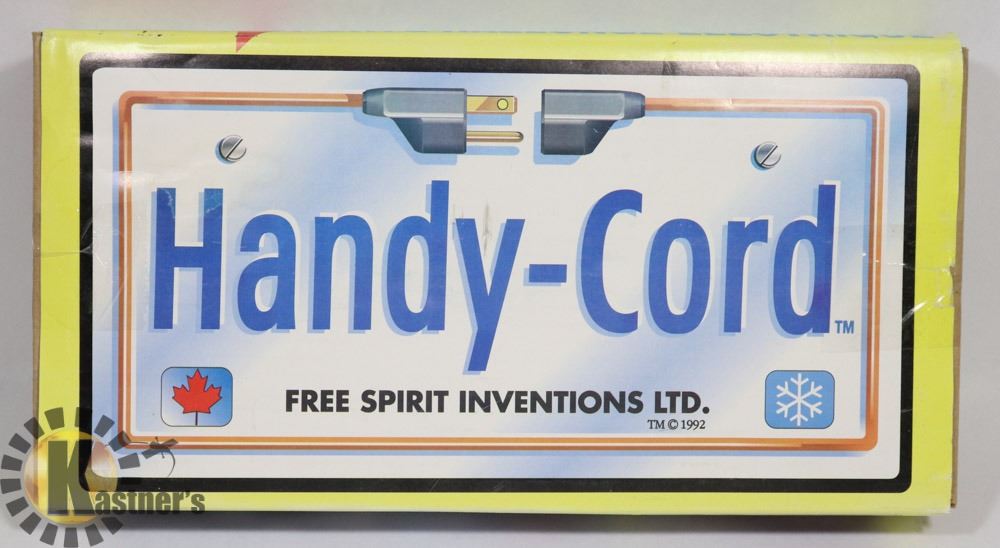 Handy-Cord™
FREE SPIRIT INVENTIONS LTD.
TM © 1992
Kastner's